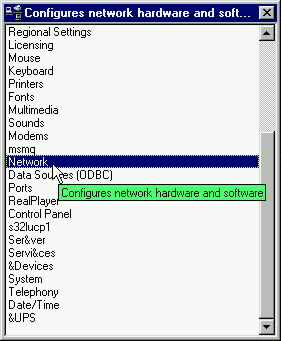 Configures network hardware and soft...
Regional Settings
Licensing
Mouse
Keyboard
Printers
Fonts
Multimedia
Sounds
Modems
msmq
Network
Data Sources (ODBC)
Ports
Configures network hardware and software
RealPlayer
Control Panel
s32lucp1
Ser&ver
Servi&ces
&Devices
System
Telephony
Date/Time
&UPS